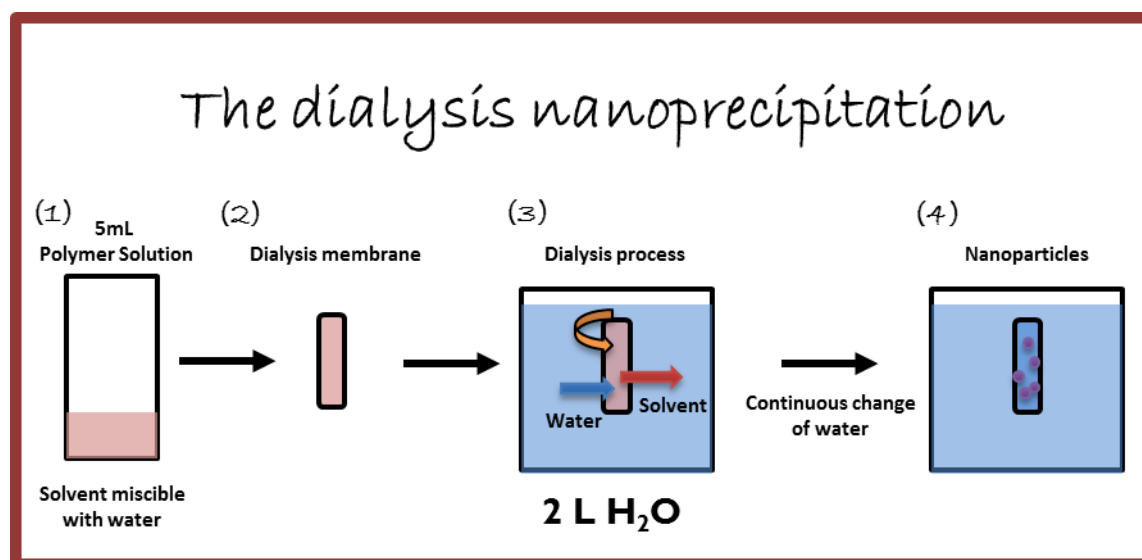 The dialysis nanoprecipitation
(1)
5mL
Polymer Solution
Solvent miscible
with water
(2)
Dialysis membrane
(3)
Dialysis process
Water
Solvent
2 L H₂O
Continuous change
of water
(4)
Nanoparticles